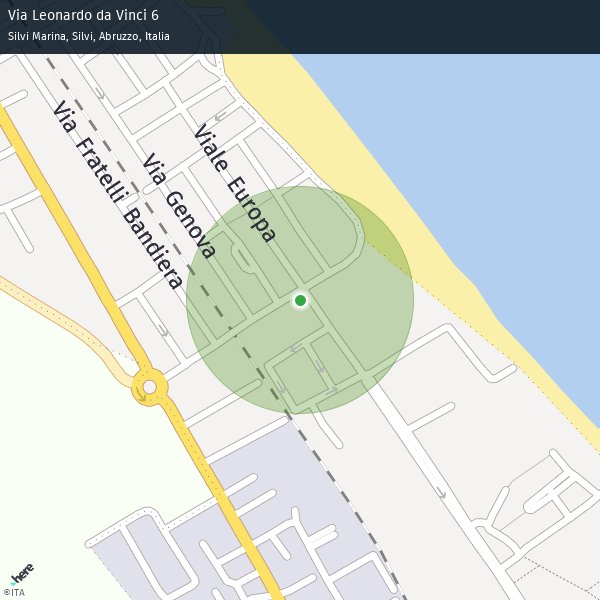 Via Leonardo da Vinci 6
Silvi Marina, Silvi, Abruzzo, Italia
Via Fratelli Bandiera
Via Genova
Viale Europa
here
©ITA